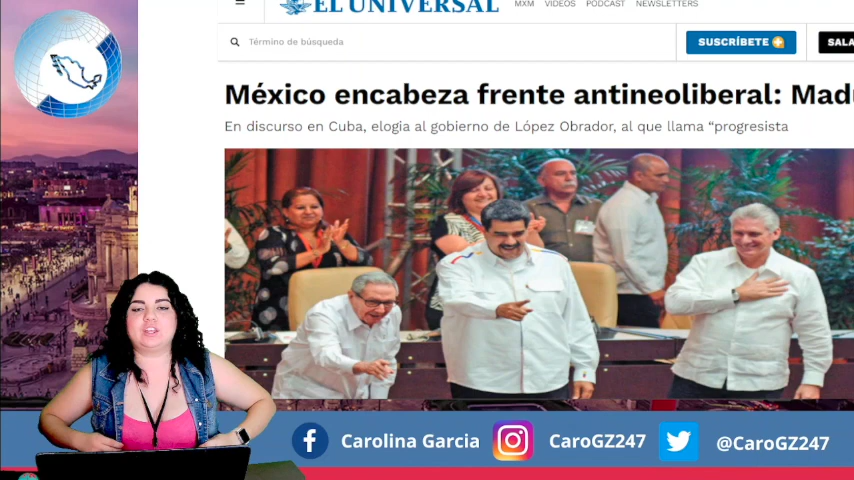 EL UNIVERSAL
MXM VIDEOS PODCAST NEWSLETTERS
Término de búsqueda
SUSCRÍBETE
SALA
México encabeza frente antineoliberal: Madu
En discurso en Cuba, elogia al gobierno de López Obrador, al que llama “progresista
Carolina Garcia
CaroGZ247
@CaroGZ247